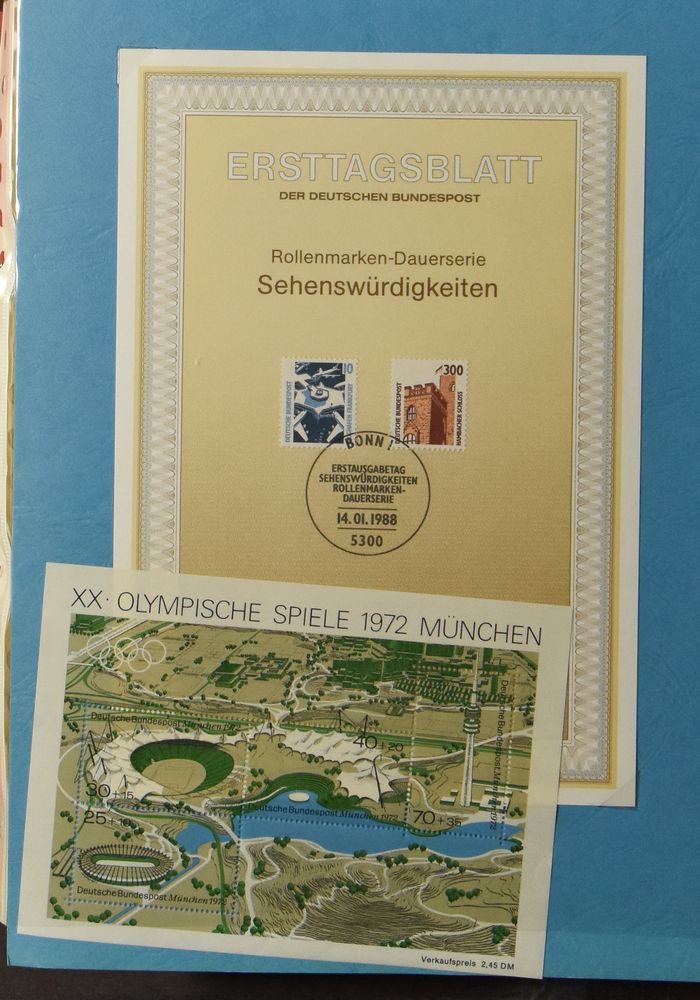 ERSTTAGSBLATT
DER DEUTSCHEN BUNDESPOST
Rollenmarken-Dauerserie
Sehenswürdigkeiten
10
DEUTSCHE BUNDESPOST
FRANKFURT
300
DEUTSCHE BUNDESPOST
HAMBACHER SCHLOSS
BONN 1
ERSTAUSGABETAG
SEHENSWÜRDIGKEITEN
ROLLENMARKEN-
DAUERSERIE
14.01.1988
5300
XX. OLYMPISCHE SPIELE 1972 MÜNCHEN
Deutsche Bundespost München 1972
30+15
40+20
Deutsche Bundespost München 1972
Deutsche Bundespost München 1972
70+35
25+10
Deutsche Bundespost München 1972
Verkaufspreis 2,45 DM